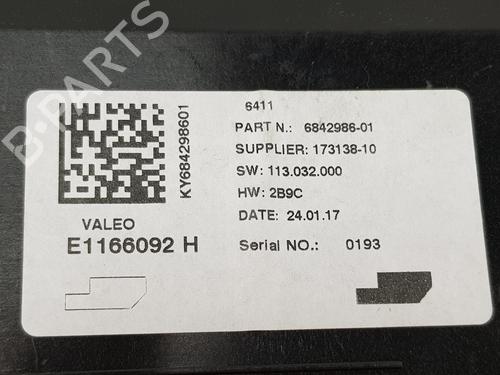 B-PARTS
6411
PART N.: 6842986-01
SUPPLIER: 173138-10
SW: 113.032.000
HW: 2B9C
DATE: 24.01.17
Serial NO.: 0193
KY684298601
VALEO
E1166092 H